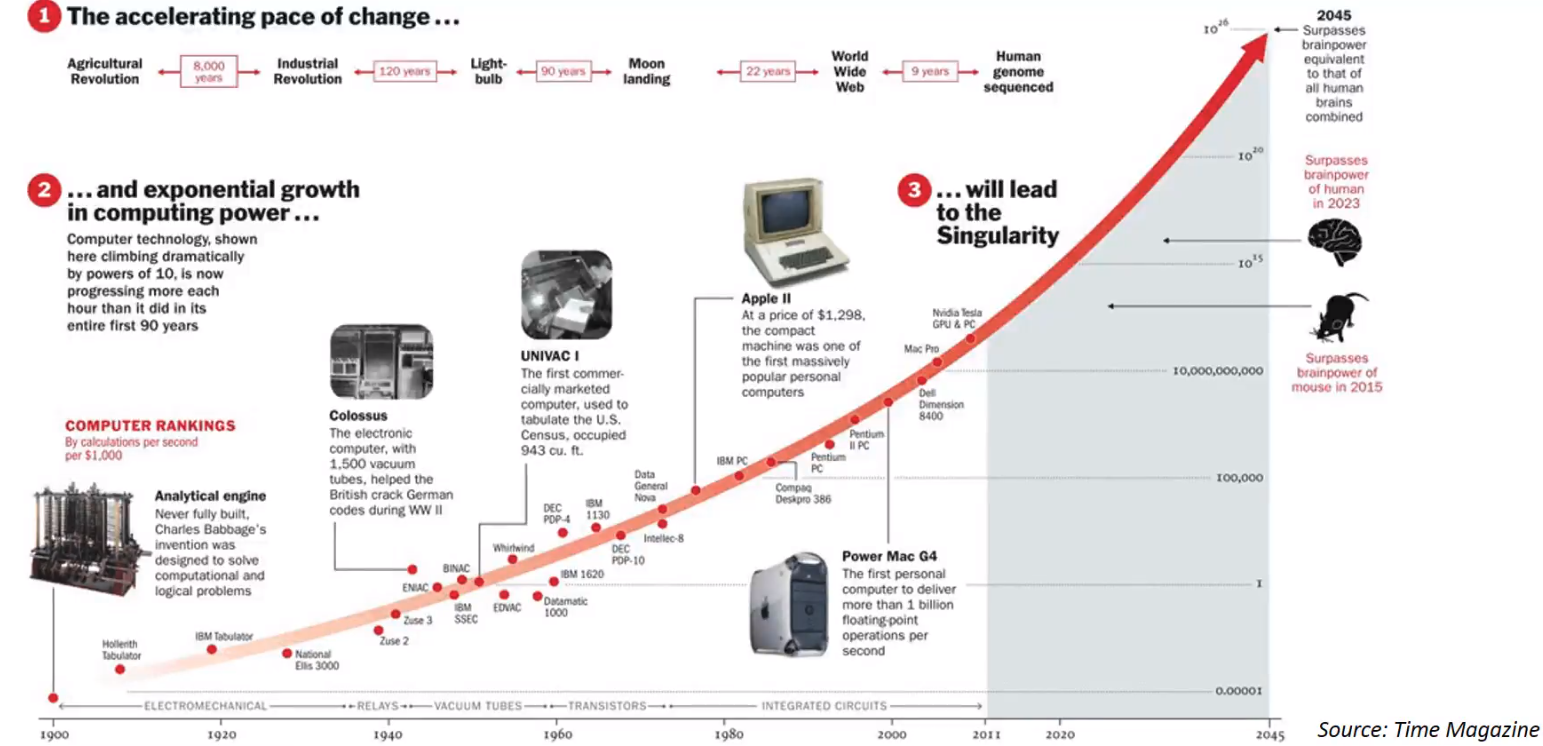 1 The accelerating pace of change ...
Agricultural
Revolution
8,000
years
Industrial
Revolution
120 years
Light-
bulb
90 years
Moon
landing
22 years
World
Wide
Web
9 years
Human
genome
sequenced
2 ... and exponential growth
in computing power ...
Computer technology, shown
here climbing dramatically
by powers of 10, is now
progressing more each
hour than it did in its
entire first 90 years
3 ... will lead
to the
Singularity
COMPUTER RANKINGS
By calculations per second
per $1,000
Analytical engine
Never fully built,
Charles Babbage's
invention was
designed to solve
computational and
logical problems
Colossus
The electronic
computer, with
1,500 vacuum
tubes, helped the
British crack German
codes during WW II
UNIVAC I
The first commer-
cially marketed
computer, used to
tabulate the U.S.
Census, occupied
943 cu. ft.
Apple II
At a price of $1,298,
the compact
machine was one of
the first massively
popular personal
computers
Power Mac G4
The first personal
computer to deliver
more than 1 billion
floating-point
operations per
second
Hollerith
Tabulator
IBM Tabulator
National
Ellis 3000
Zuse 2
Zuse 3
ENIAC
BINAC
IBM
SSEC
Whirlwind
EDVAC
Datamatic
1000
IBM 1620
DEC
PDP-4
IBM
1130
DEC
PDP-10
Data
General
Nova
Intellec-8
IBM PC
Compaq
Deskpro 386
Pentium
PC
Pentium
II PC
Dell
Dimension
8400
Mac Pro
Nvidia Tesla
GPU & PC
2045
Surpasses
brainpower
equivalent
to that of
all human
brains
combined
Surpasses
brainpower
of human
in 2023
Surpasses
brainpower of
mouse in 2015
10²⁶
10²⁰
10¹⁵
10,000,000,000
100,000
1
0.00001
ELECTROMECHANICAL
RELAYS
VACUUM TUBES
TRANSISTORS
INTEGRATED CIRCUITS
1900
1920
1940
1960
1980
2000
2011
2020
2045
Source: Time Magazine